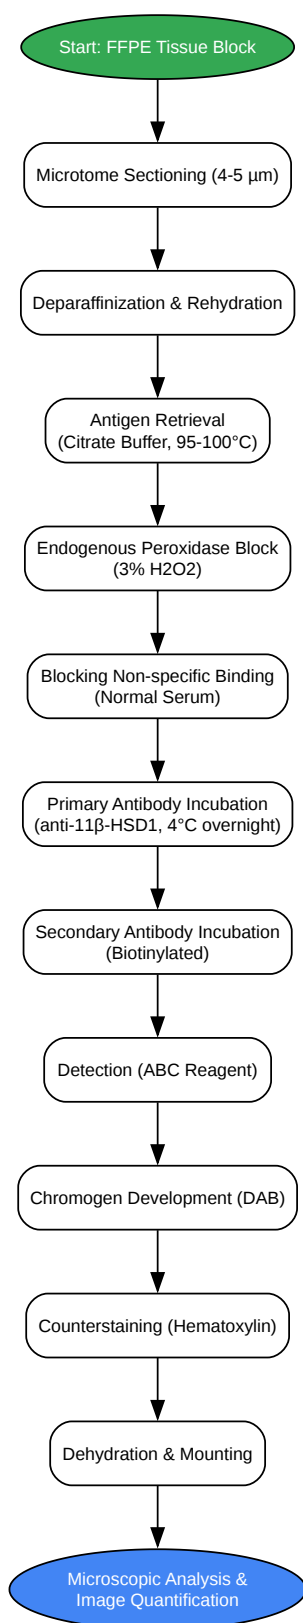 Start: FFPE Tissue Block
Microtome Sectioning (4-5 µm)
Deparaffinization & Rehydration
Antigen Retrieval
(Citrate Buffer, 95-100°C)
Endogenous Peroxidase Block
(3% H2O2)
Blocking Non-specific Binding
(Normal Serum)
Primary Antibody Incubation
(anti-11β-HSD1, 4°C overnight)
Secondary Antibody Incubation
(Biotinylated)
Detection (ABC Reagent)
Chromogen Development (DAB)
Counterstaining (Hematoxylin)
Dehydration & Mounting
Microscopic Analysis &
Image Quantification